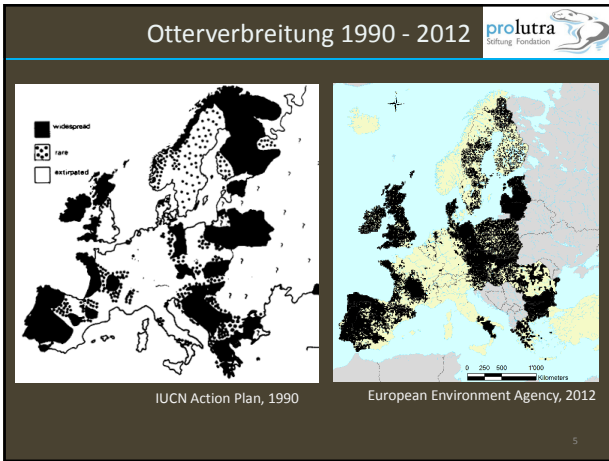 Otterverbreitung 1990 - 2012
prolutra
Stiftung Fondation
widespread
rare
extirpated
? ? ? ? ? ? ? ?
0 250 500 1'000
Kilometers
IUCN Action Plan, 1990
European Environment Agency, 2012
5